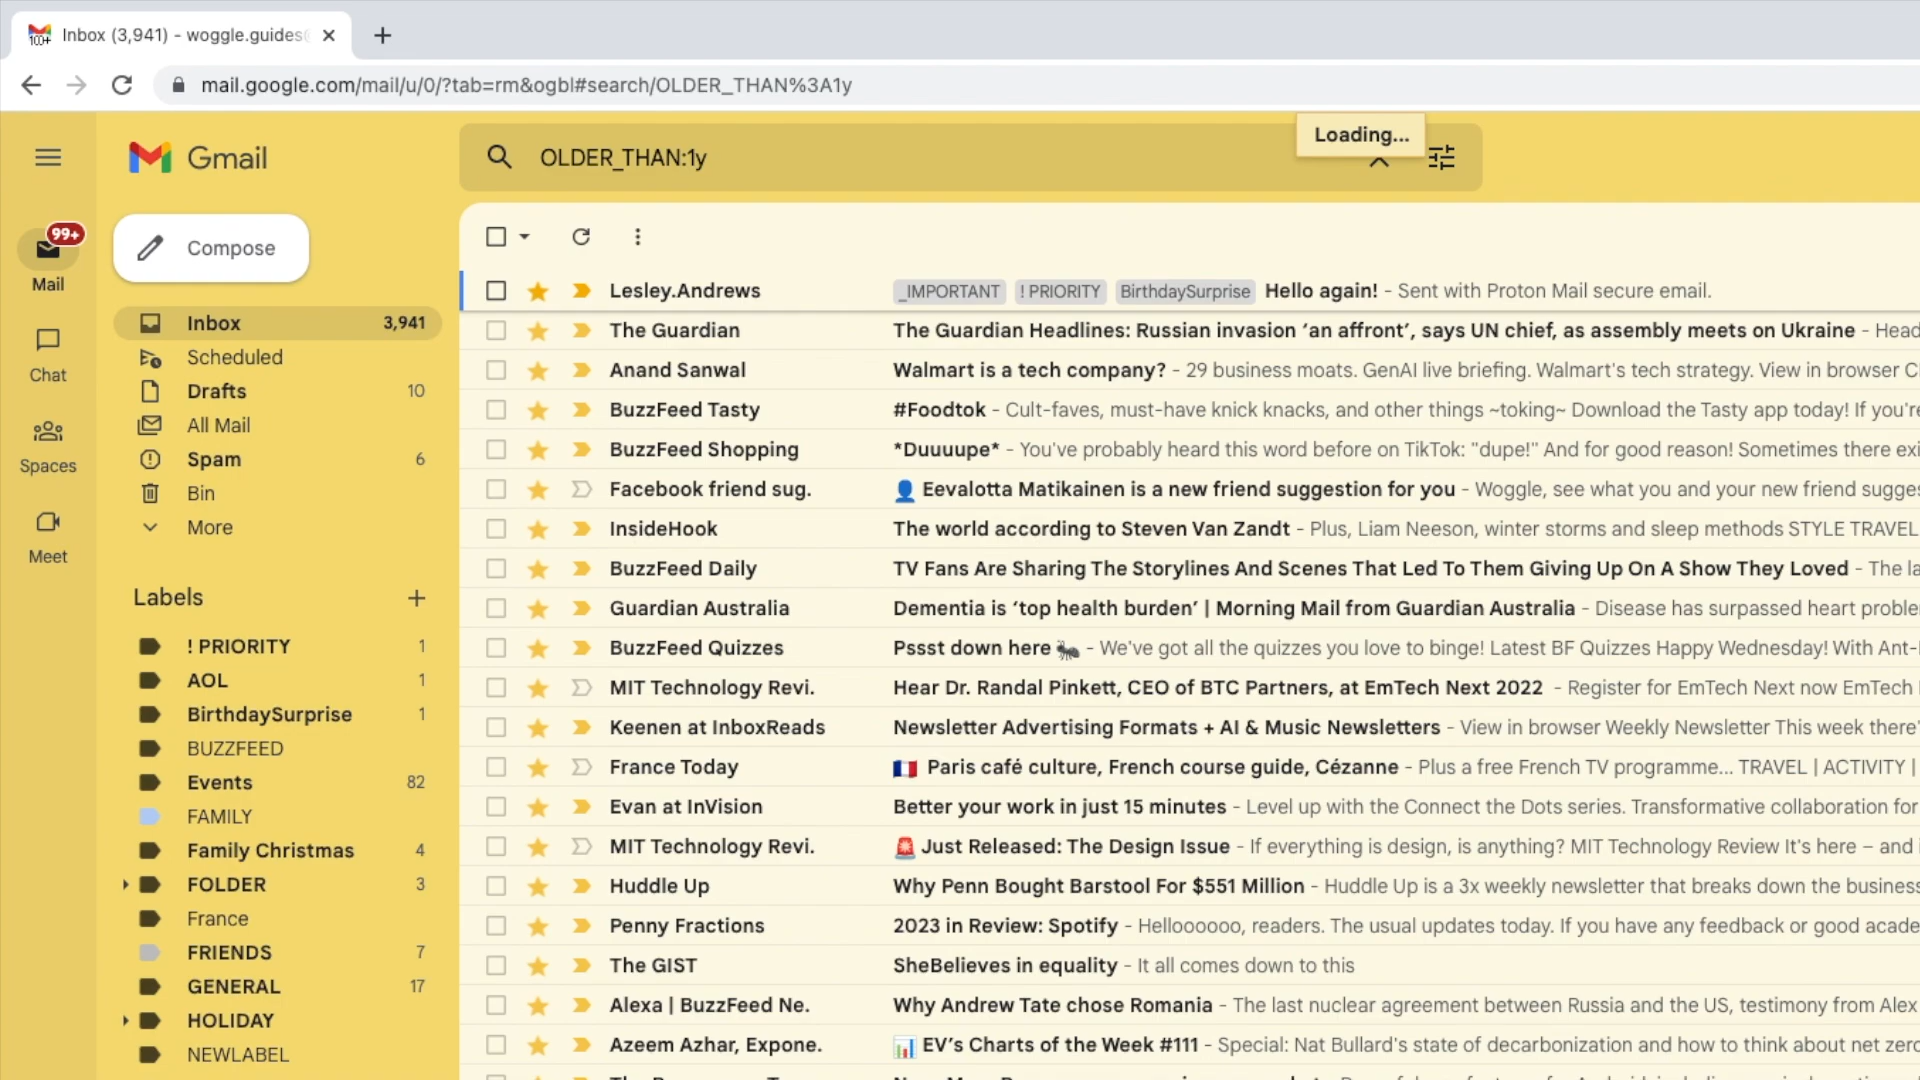 Inbox (3,941) - woggle.guides@
mail.google.com/mail/u/0/?tab=rm&ogbl#search/OLDER_THAN%3A1y
Gmail
OLDER_THAN:1y
Loading...
99+
Mail
Chat
Spaces
Meet
Compose
Inbox 3,941
Scheduled
Drafts 10
All Mail
Spam 6
Bin
More
Labels
! PRIORITY 1
AOL 1
BirthdaySurprise 1
BUZZFEED
Events 82
FAMILY
Family Christmas 4
FOLDER 3
France
FRIENDS 7
GENERAL 17
HOLIDAY
NEWLABEL
Lesley.Andrews _IMPORTANT ! PRIORITY BirthdaySurprise Hello again! - Sent with Proton Mail secure email.
The Guardian The Guardian Headlines: Russian invasion ‘an affront’, says UN chief, as assembly meets on Ukraine - Head
Anand Sanwal Walmart is a tech company? - 29 business moats. GenAI live briefing. Walmart's tech strategy. View in browser C
BuzzFeed Tasty #Foodtok - Cult-faves, must-have knick knacks, and other things ~toking~ Download the Tasty app today! If you're
BuzzFeed Shopping *Duuuupe* - You've probably heard this word before on TikTok: "dupe!" And for good reason! Sometimes there exi
Facebook friend sug. Eevalotta Matikainen is a new friend suggestion for you - Woggle, see what you and your new friend sugges
InsideHook The world according to Steven Van Zandt - Plus, Liam Neeson, winter storms and sleep methods STYLE TRAVEL
BuzzFeed Daily TV Fans Are Sharing The Storylines And Scenes That Led To Them Giving Up On A Show They Loved - The la
Guardian Australia Dementia is ‘top health burden’ | Morning Mail from Guardian Australia - Disease has surpassed heart proble
BuzzFeed Quizzes Pssst down here 🐜 - We've got all the quizzes you love to binge! Latest BF Quizzes Happy Wednesday! With Ant-
MIT Technology Revi. Hear Dr. Randal Pinkett, CEO of BTC Partners, at EmTech Next 2022 - Register for EmTech Next now EmTech
Keenen at InboxReads Newsletter Advertising Formats + AI & Music Newsletters - View in browser Weekly Newsletter This week there'
France Today 🇫🇷 Paris café culture, French course guide, Cézanne - Plus a free French TV programme... TRAVEL | ACTIVITY |
Evan at InVision Better your work in just 15 minutes - Level up with the Connect the Dots series. Transformative collaboration for
MIT Technology Revi. 🚨 Just Released: The Design Issue - If everything is design, is anything? MIT Technology Review It's here – and i
Huddle Up Why Penn Bought Barstool For $551 Million - Huddle Up is a 3x weekly newsletter that breaks down the business
Penny Fractions 2023 in Review: Spotify - Helloooooo, readers. The usual updates today. If you have any feedback or good acade
The GIST SheBelieves in equality - It all comes down to this
Alexa | BuzzFeed Ne. Why Andrew Tate chose Romania - The last nuclear agreement between Russia and the US, testimony from Alex
Azeem Azhar, Expone. 📊 EV’s Charts of the Week #111 - Special: Nat Bullard's state of decarbonization and how to think about net zero